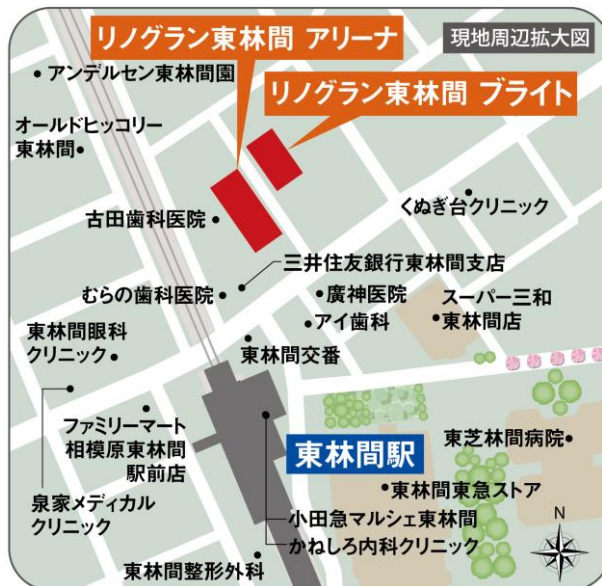 リノグラン東林間 アリーナ
現地周辺拡大図
アンデルセン東林間園
リノグラン東林間 ブライト
オールドヒッコリー
東林間
くぬぎ台クリニック
古田歯科医院
三井住友銀行東林間支店
むらの歯科医院
廣神医院
スーパー三和
東林間店
アイ歯科
東林間眼科
クリニック
東林間交番
ファミリーマート
相模原東林間
駅前店
東林間駅
東芝林間病院
東林間東急ストア
泉家メディカル
クリニック
小田急マルシェ東林間
かねしろ内科クリニック
東林間整形外科
N